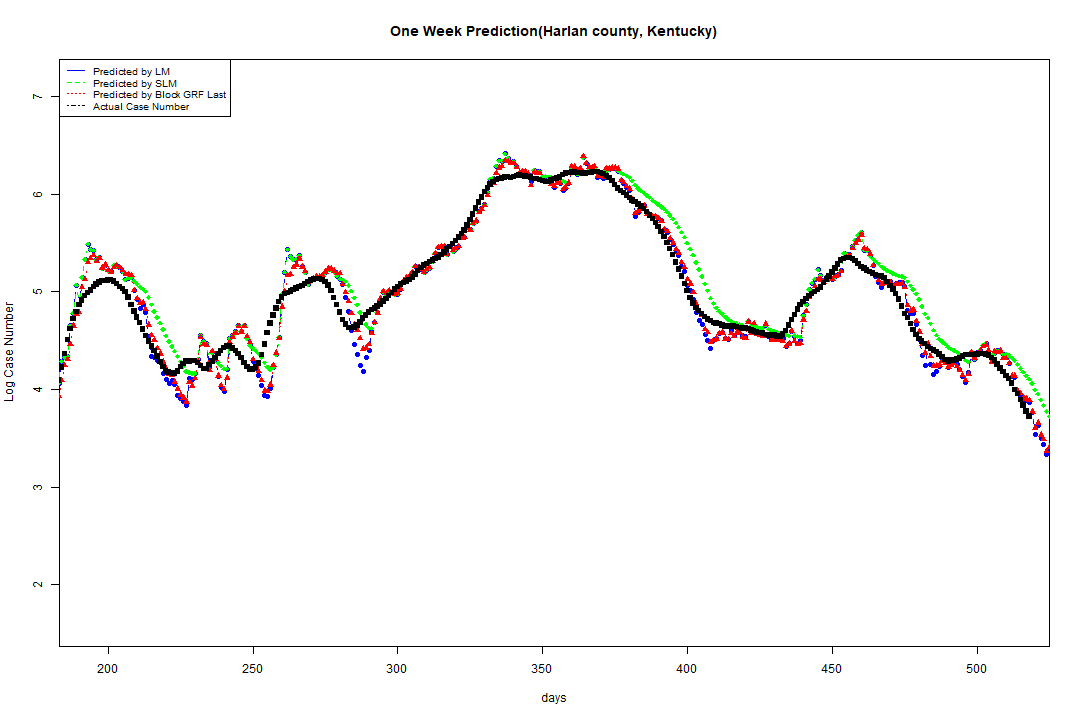 One Week Prediction(Harlan county, Kentucky)
Predicted by LM
Predicted by SLM
Predicted by Block GRF Last
Actual Case Number
7
6
5
4
3
2
Log Case Number
200 250 300 350 400 450 500
days